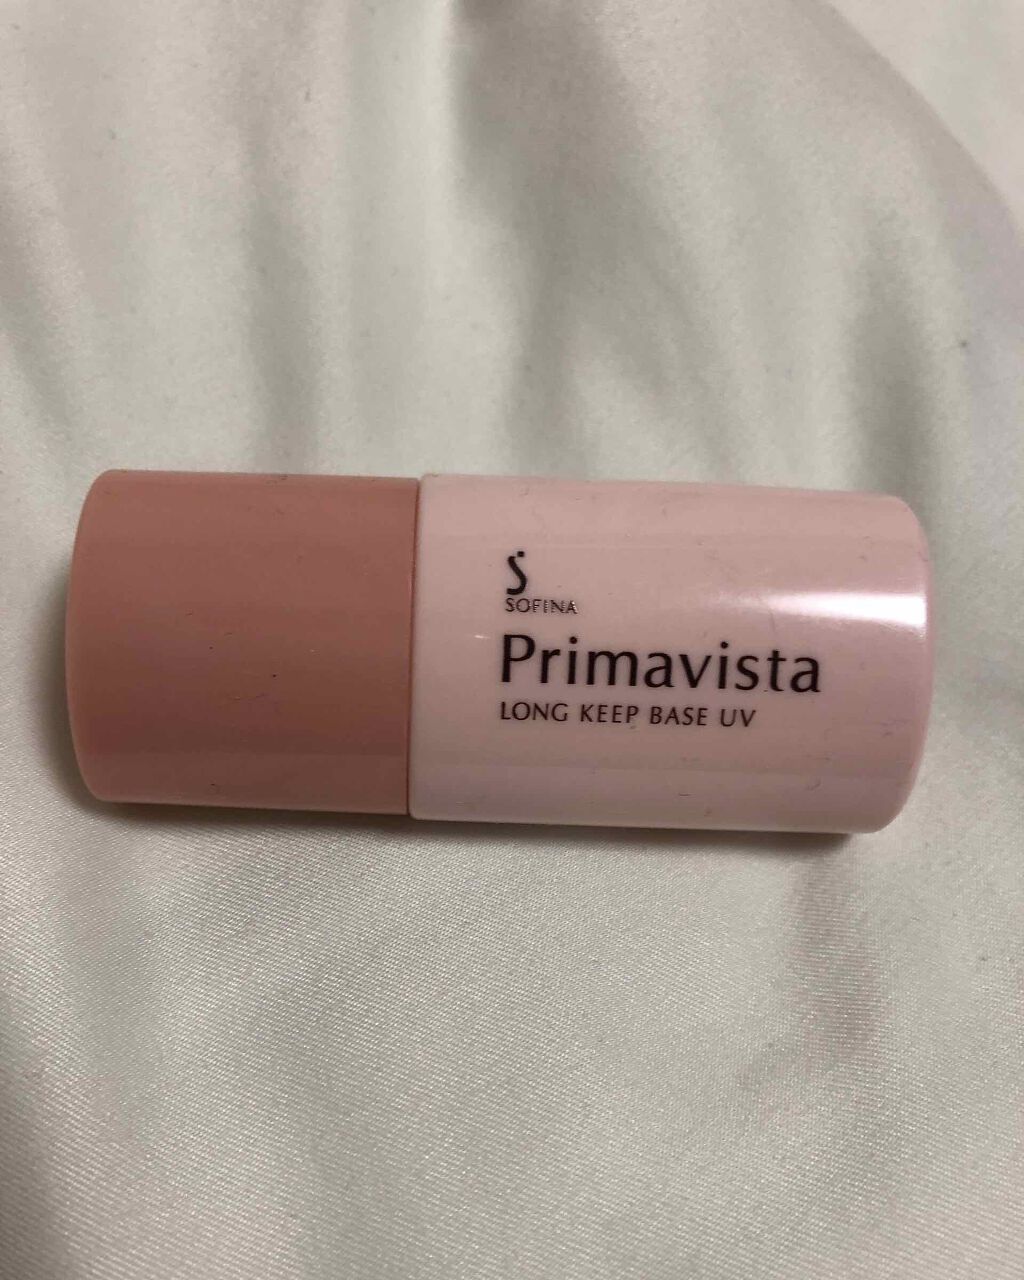 S
SOFINA
Primavista
LONG KEEP BASE UV